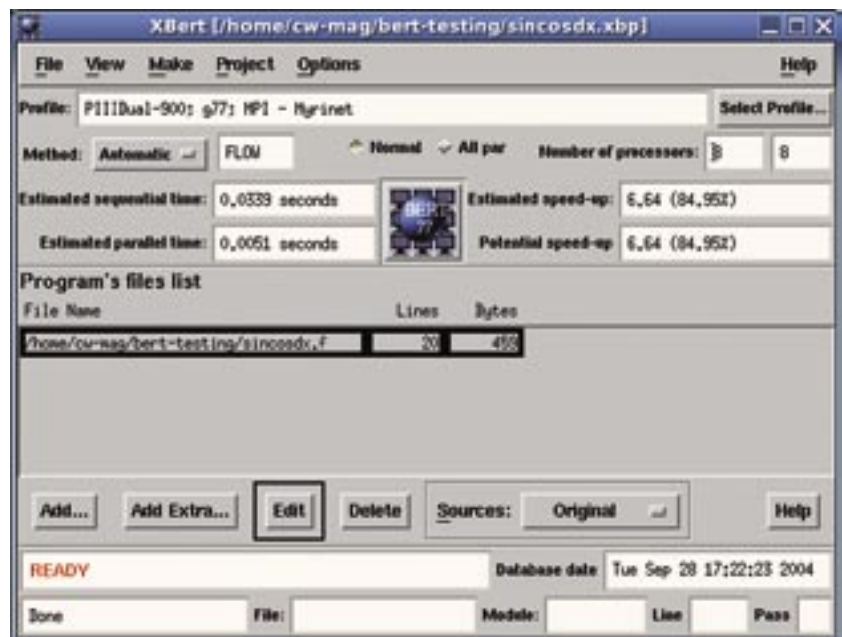 XBert [/home/cw-mag/bert-testing/sincosdx.xbp]
File View Make Project Options Help
Profile: PIIIDual-900; g77; MPI - Myrinet Select Profile...
Method: Automatic FLOW Normal All par Number of processers: 8 8
Estimated sequential time: 0.0339 seconds BERT 77 Estimated speed-up: 6.64 (84.95%)
Estimated parallel time: 0.0051 seconds Potential speed-up 6.64 (84.95%)
Program's files list
File Name Lines Bytes
/home/cw-mag/bert-testing/sincosdx.f 20 459
Add... Add Extra... Edit Delete Sources: Original Help
READY Database date Tue Sep 28 17:22:23 2004
Done File: Module: Line Pass